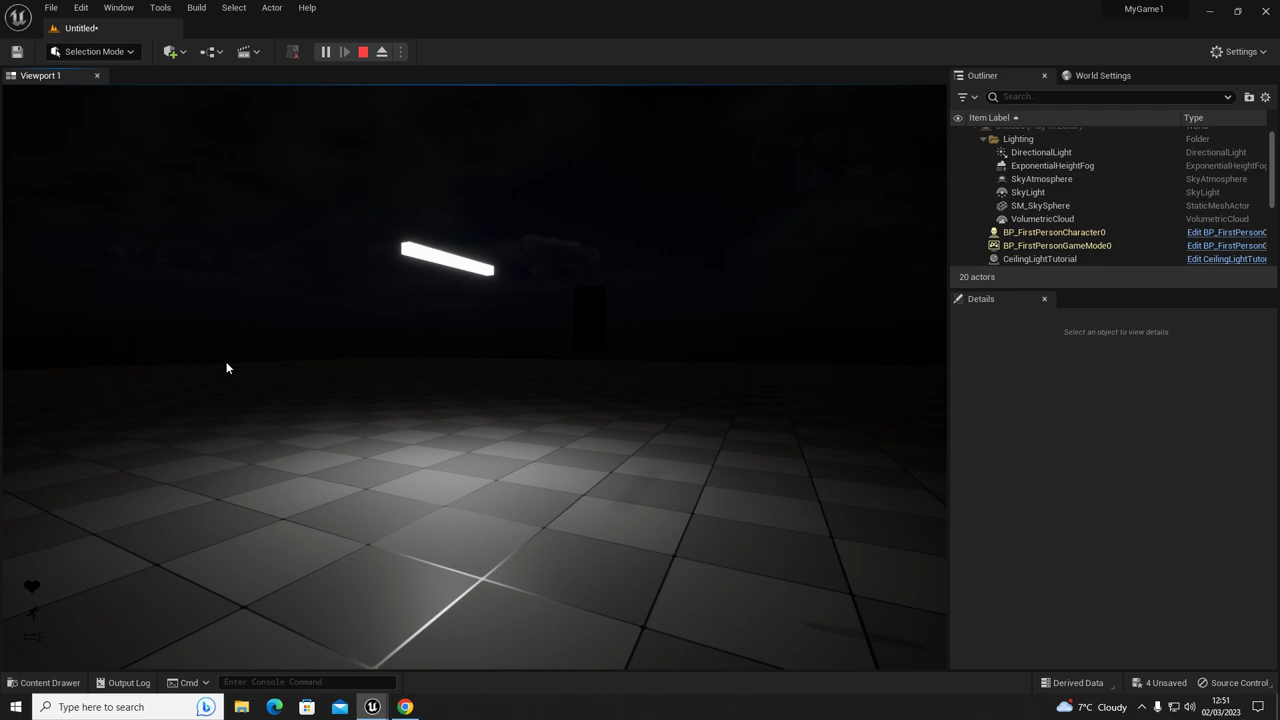 File Edit Window Tools Build Select Actor Help
MyGame1
Untitled*
Selection Mode
Settings
Viewport 1
Outliner
World Settings
Search...
Item Label
Type
Lighting Folder
DirectionalLight DirectionalLight
ExponentialHeightFog ExponentialHeightFo
SkyAtmosphere SkyAtmosphere
SkyLight SkyLight
SM_SkySphere StaticMeshActor
VolumetricCloud VolumetricCloud
BP_FirstPersonCharacter0 Edit BP_FirstPersonC
BP_FirstPersonGameMode0 Edit BP_FirstPersonG
CeilingLightTutorial Edit CeilingLightTutor
20 actors
Details
Select an object to view details.
Content Drawer
Output Log
Cmd
Enter Console Command
Derived Data
4 Unsaved
Source Control
Type here to search
7°C Cloudy
12:51
02/03/2023